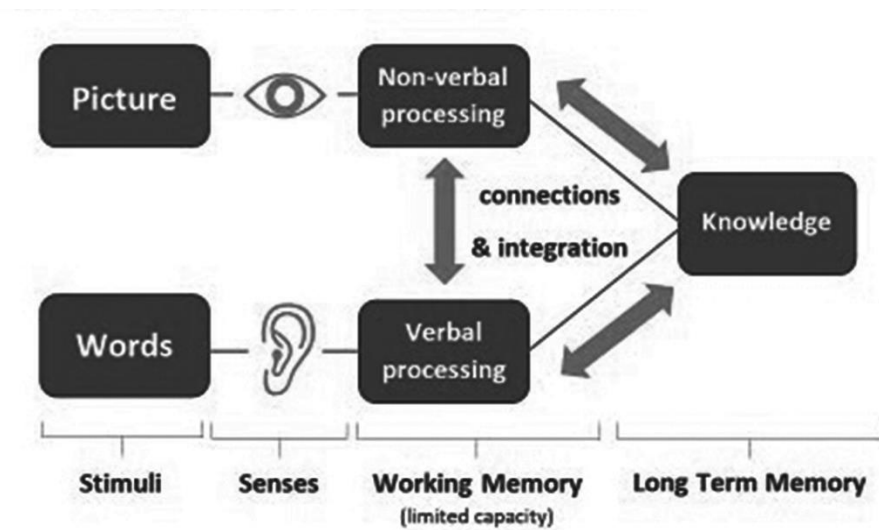 Picture
Non-verbal
processing
connections
& integration
Knowledge
Words
Verbal
processing
Stimuli
Senses
Working Memory
(limited capacity)
Long Term Memory